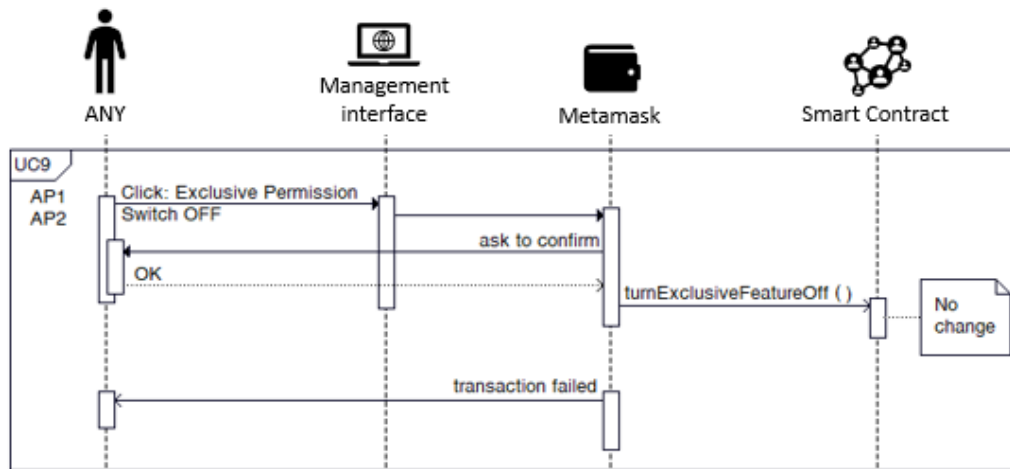 ANY
Management
interface
Metamask
Smart Contract
UC9
AP1
AP2
Click: Exclusive Permission
Switch OFF
ask to confirm
OK
turnExclusiveFeatureOff ( )
No
change
transaction failed